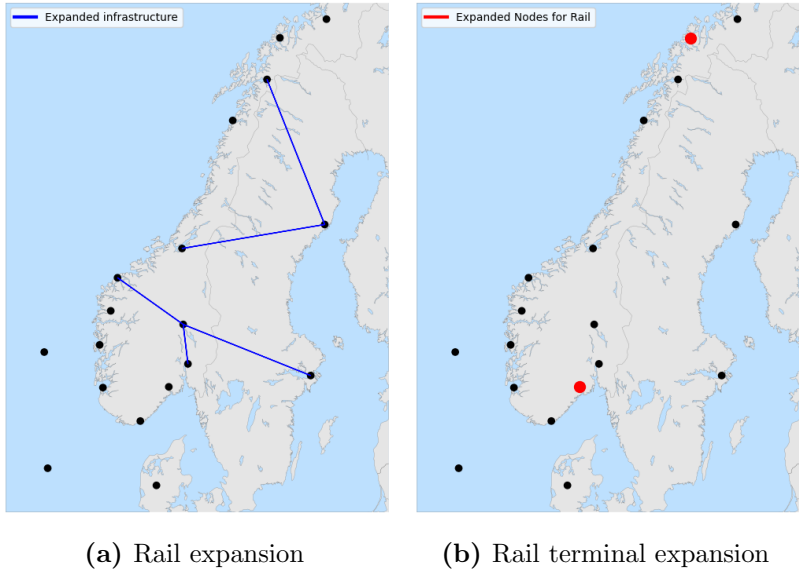 Expanded infrastructure
Expanded Nodes for Rail
(a) Rail expansion
(b) Rail terminal expansion